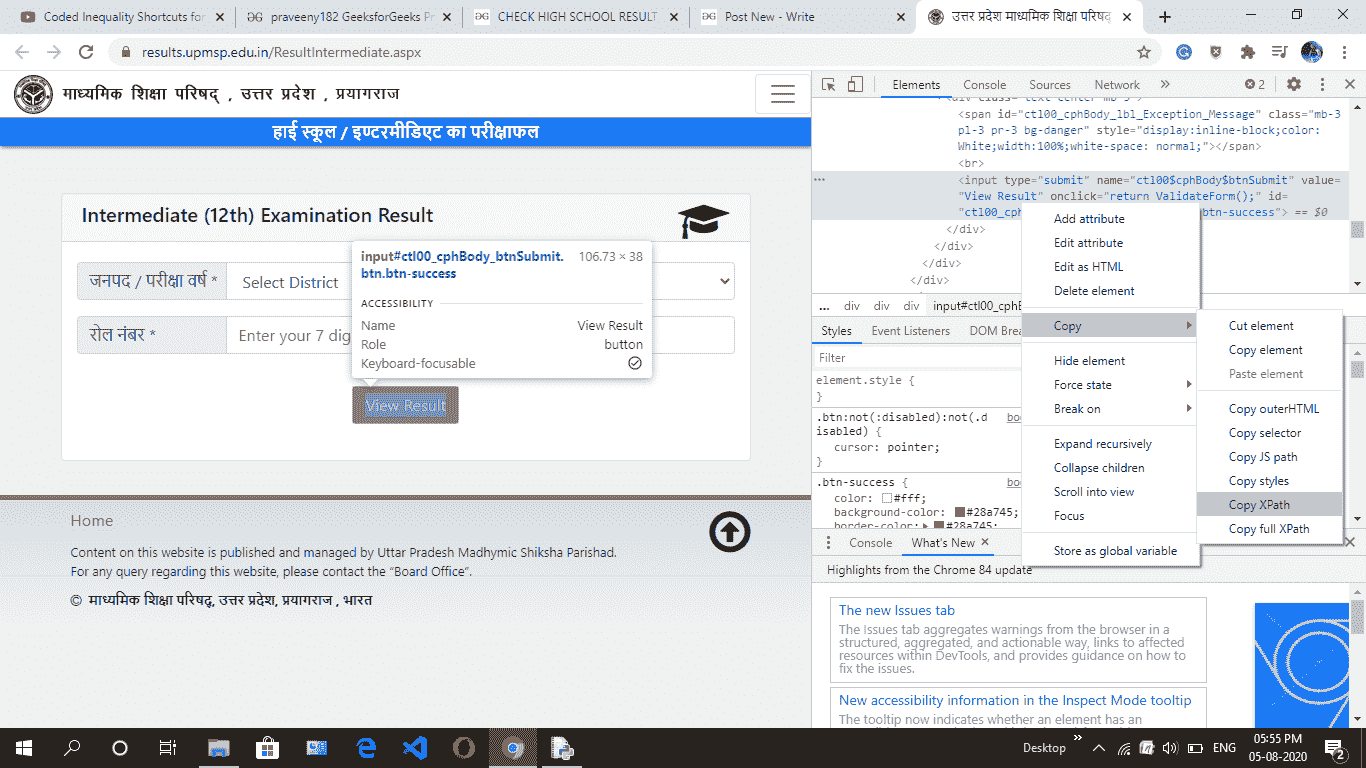 Coded Inequality Shortcuts for
praveeny182 GeeksforGeeks Pr
CHECK HIGH SCHOOL RESULT
Post New - Write
उत्तर प्रदेश माध्यमिक शिक्षा परिषद्
results.upmsp.edu.in/ResultIntermediate.aspx
माध्यमिक शिक्षा परिषद् , उत्तर प्रदेश , प्रयागराज
हाई स्कूल / इण्टरमीडिएट का परीक्षाफल
Intermediate (12th) Examination Result
जनपद / परीक्षा वर्ष *
Select District
रोल नंबर *
Enter your 7 dig
input#ctl00_cphBody_btnSubmit.
btn.btn-success
106.73 × 38
ACCESSIBILITY
Name
View Result
Role
button
Keyboard-focusable
View Result
Home
Content on this website is published and managed by Uttar Pradesh Madhymic Shiksha Parishad.
For any query regarding this website, please contact the “Board Office”.
© माध्यमिक शिक्षा परिषद्, उत्तर प्रदेश, प्रयागराज , भारत
Elements
Console
Sources
Network
»
2
<div class="text-center mb-3">
<span id="ctl00_cphBody_lbl_Exception_Message" class="mb-3
pl-3 pr-3 bg-danger" style="display:inline-block;color:
White;width:100%;white-space: normal;"></span>
<br>
<input type="submit" name="ctl00$cphBody$btnSubmit" value=
"View Result" onclick="return ValidateForm();" id=
"ctl00_cph
btn-success"> == $0
</div>
</div>
</div>
</div>
... div div div input#ctl00_cphB
Styles
Event Listeners
DOM Brea
Filter
element.style {
}
.btn:not(:disabled):not(.d
isabled) {
cursor: pointer;
}
boo
.btn-success {
boo
color: #fff;
background-color: #28a745;
border-color: #28a745;
Add attribute
Edit attribute
Edit as HTML
Delete element
Copy
Hide element
Force state
Break on
Expand recursively
Collapse children
Scroll into view
Focus
Store as global variable
Cut element
Copy element
Paste element
Copy outerHTML
Copy selector
Copy JS path
Copy styles
Copy XPath
Copy full XPath
Console
What's New
Highlights from the Chrome 84 update
The new Issues tab
The Issues tab aggregates warnings from the browser in a
structured, aggregated, and actionable way, links to affected
resources within DevTools, and provides guidance on how to
fix the issues.
New accessibility information in the Inspect Mode tooltip
The tooltip now indicates whether an element has an
Desktop
»
ENG
05:55 PM
05-08-2020
2